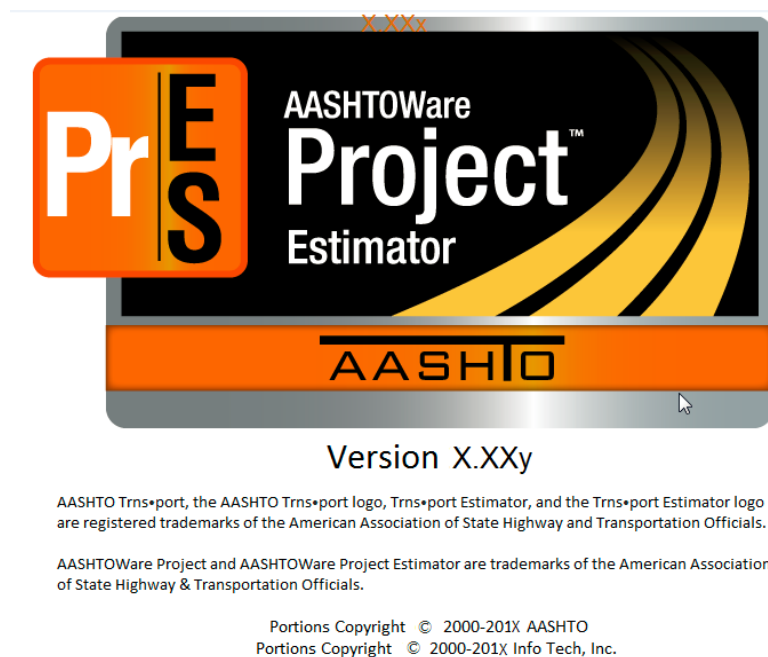 X.XXx
AASHTOWare
Project™
Estimator
Pr
E
S
AASHTO
Version X.XXy
AASHTO Trns•port, the AASHTO Trns•port logo, Trns•port Estimator, and the Trns•port Estimator logo
are registered trademarks of the American Association of State Highway and Transportation Officials.
AASHTOWare Project and AASHTOWare Project Estimator are trademarks of the American Association
of State Highway & Transportation Officials.
Portions Copyright © 2000-201X AASHTO
Portions Copyright © 2000-201X Info Tech, Inc.